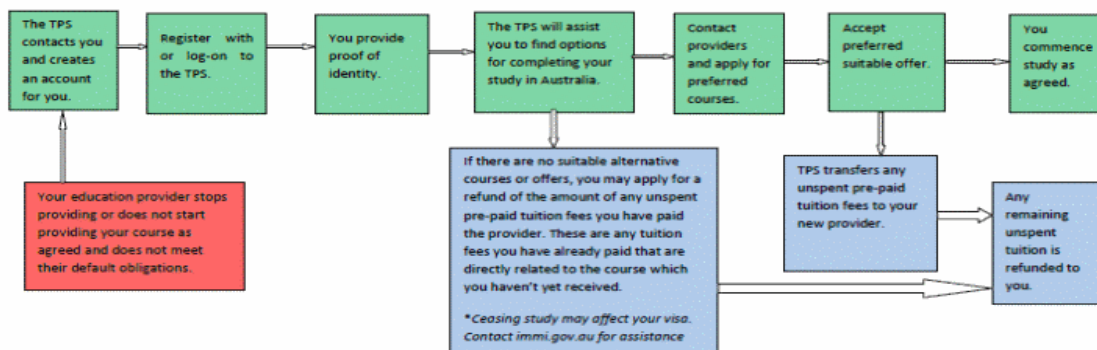 The TPS
contacts you
and creates
an account
for you.
Register with
or log-on to
the TPS.
You provide
proof of
identity.
The TPS will assist
you to find options
for completing your
study in Australia.
Contact
providers
and apply for
preferred
courses.
Accept
preferred
suitable offer.
You
commence
study as
agreed.
Your education provider stops
providing or does not start
providing your course as
agreed and does not meet
their default obligations.
If there are no suitable alternative
courses or offers, you may apply for a
refund of the amount of any unspent
pre-paid tuition fees you have paid
the provider. These are any tuition
fees you have already paid that are
directly related to the course which
you haven't yet received.
*Ceasing study may affect your visa.
Contact immi.gov.au for assistance
TPS transfers any
unspent pre-paid
tuition fees to your
new provider.
Any
remaining
unspent
tuition is
refunded to
you.